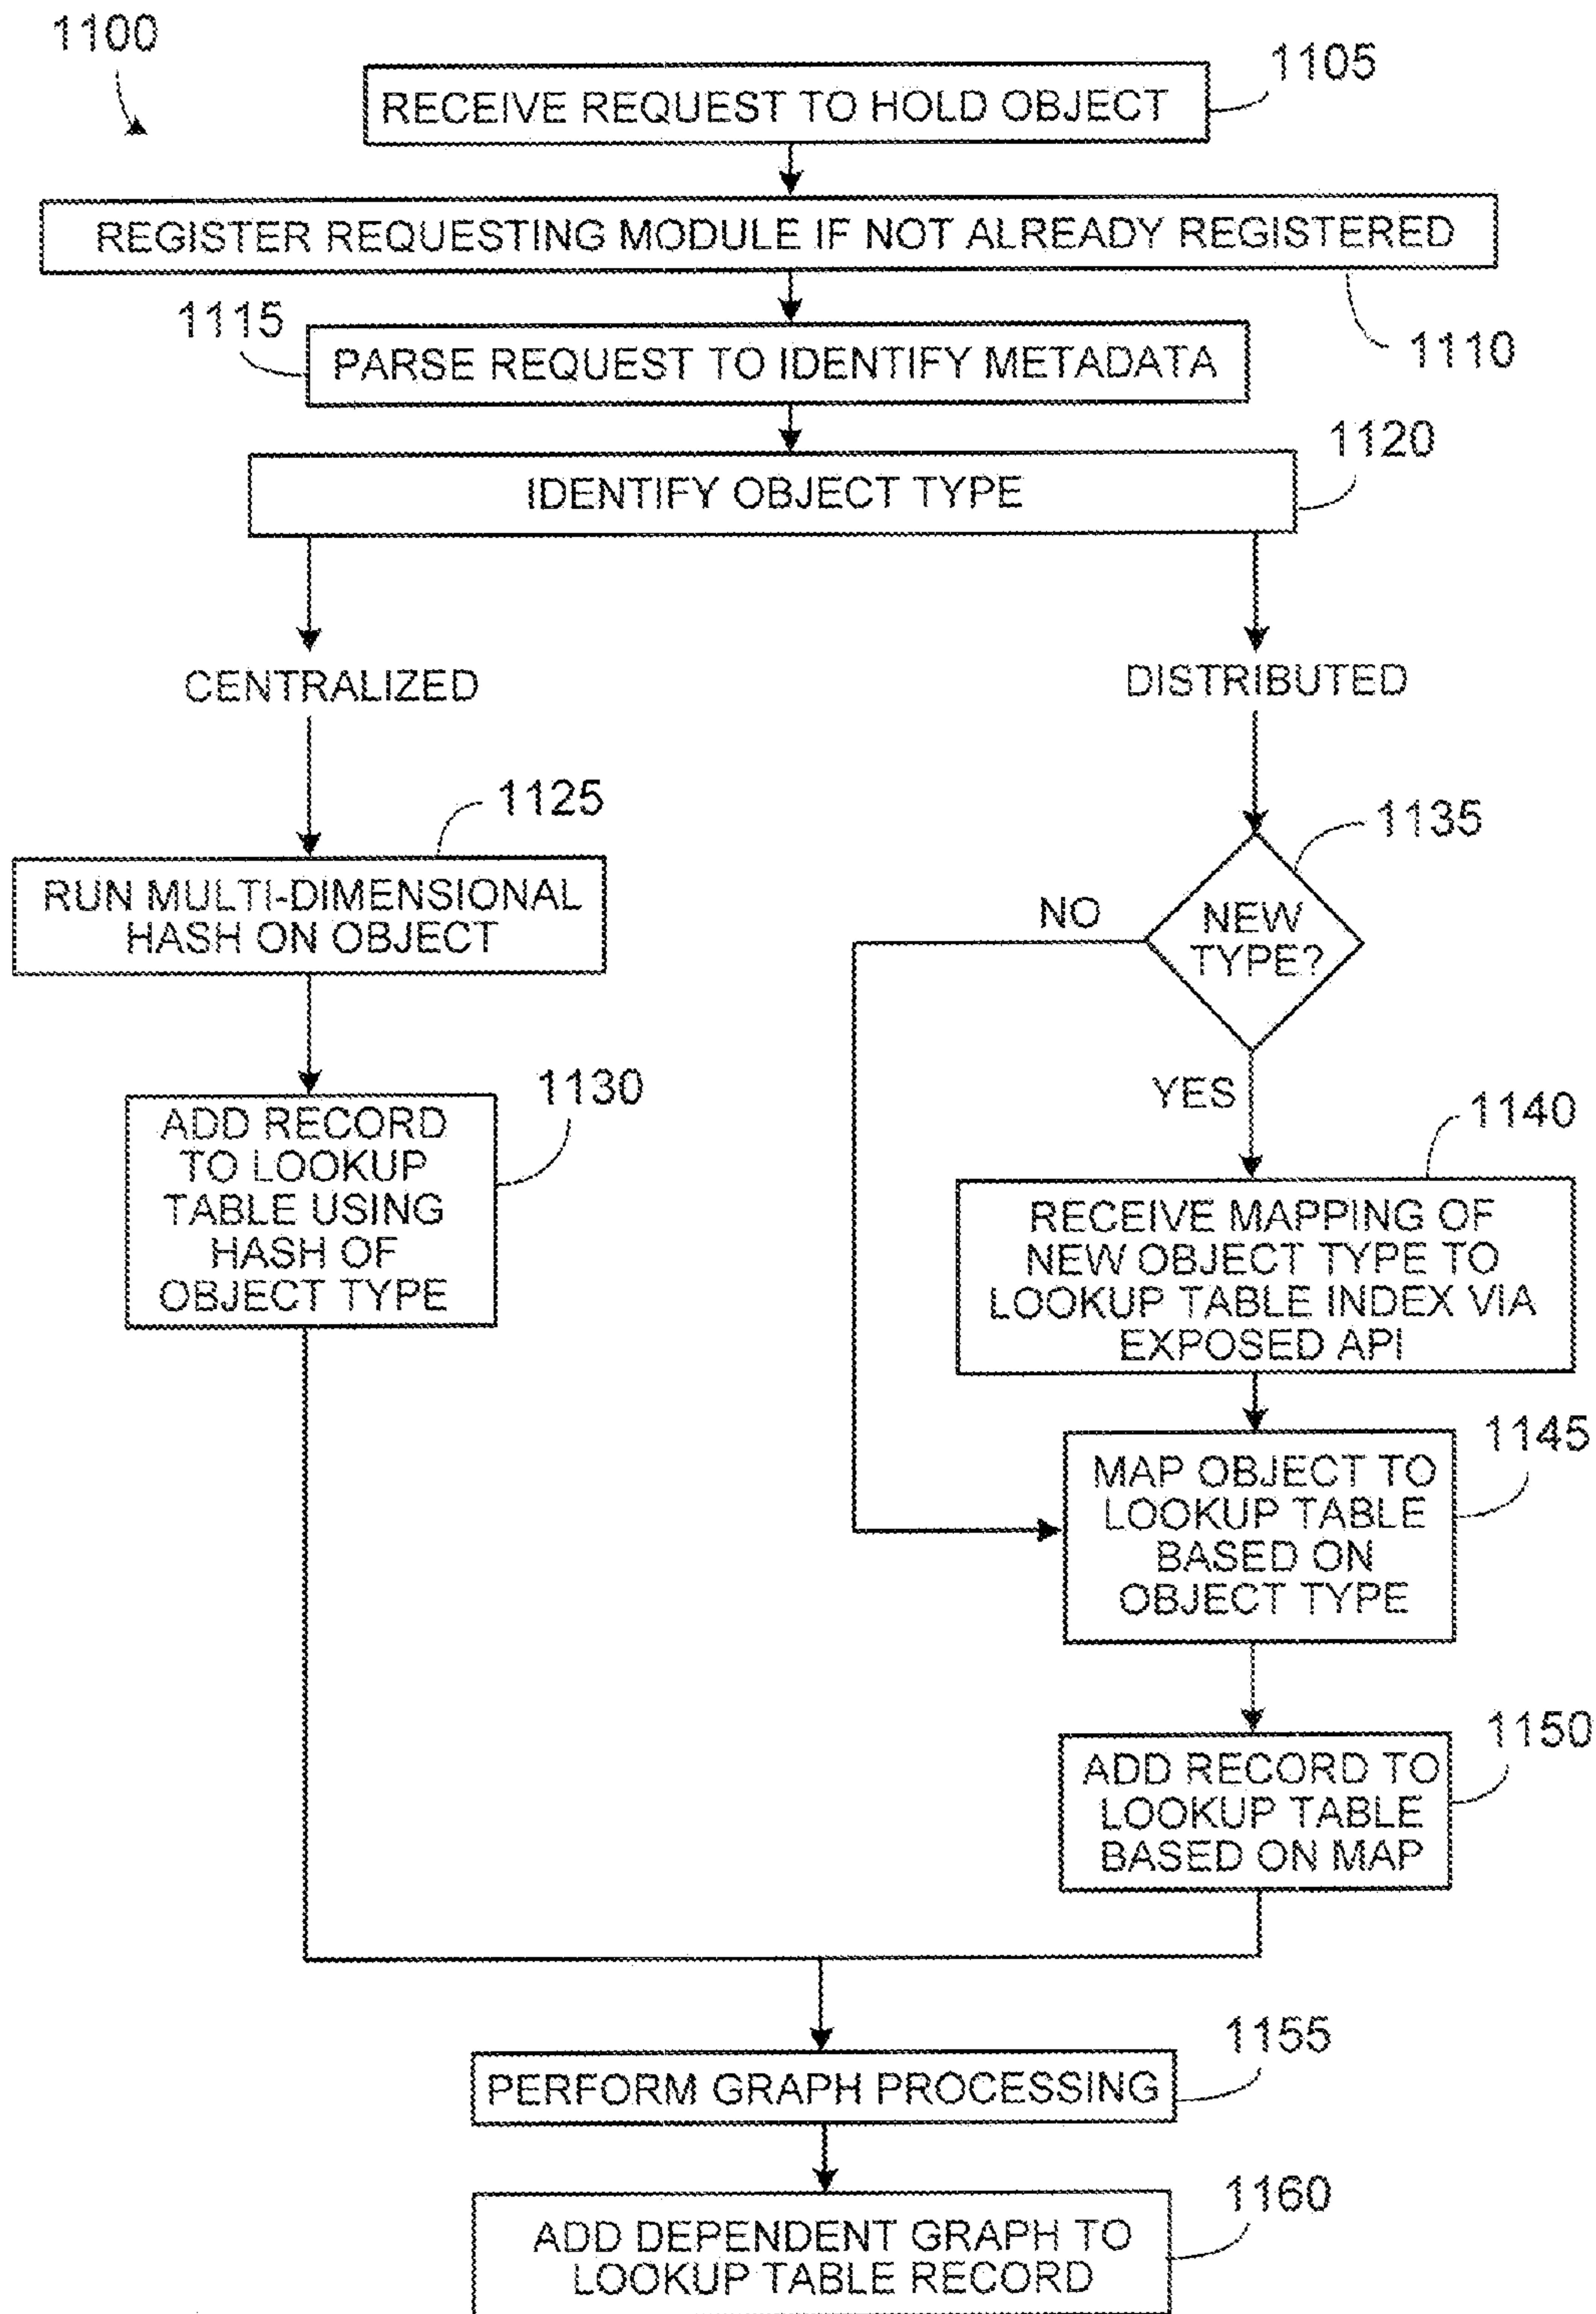 1100
RECEIVE REQUEST TO HOLD OBJECT
1105
REGISTER REQUESTING MODULE IF NOT ALREADY REGISTERED
1110
1115
PARSE REQUEST TO IDENTIFY METADATA
1120
IDENTIFY OBJECT TYPE
CENTRALIZED
DISTRIBUTED
1125
RUN MULTI-DIMENSIONAL
HASH ON OBJECT
1130
ADD RECORD
TO LOOKUP
TABLE USING
HASH OF
OBJECT TYPE
1135
NEW
TYPE?
NO
YES
1140
RECEIVE MAPPING OF
NEW OBJECT TYPE TO
LOOKUP TABLE INDEX VIA
EXPOSED API
1145
MAP OBJECT TO
LOOKUP TABLE
BASED ON
OBJECT TYPE
1150
ADD RECORD TO
LOOKUP TABLE
BASED ON MAP
1155
PERFORM GRAPH PROCESSING
1160
ADD DEPENDENT GRAPH TO
LOOKUP TABLE RECORD